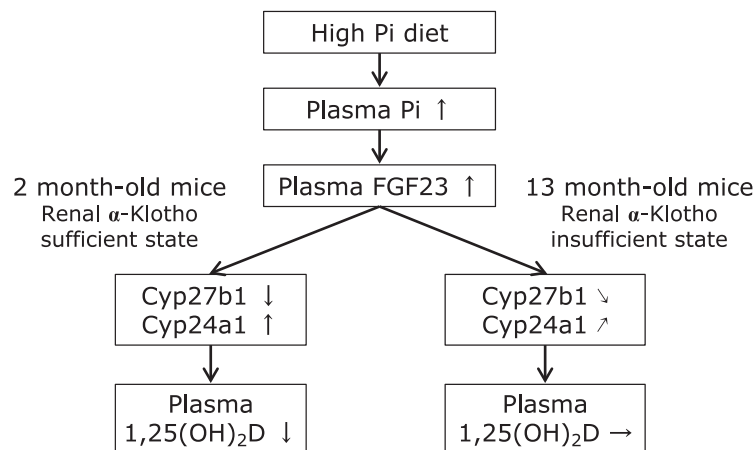 High Pi diet
Plasma Pi ↑
Plasma FGF23 ↑
2 month-old mice
Renal α-Klotho
sufficient state
13 month-old mice
Renal α-Klotho
insufficient state
Cyp27b1 ↓
Cyp24a1 ↑
Cyp27b1 ↘
Cyp24a1 ↗
Plasma
1,25(OH)₂D ↓
Plasma
1,25(OH)₂D →